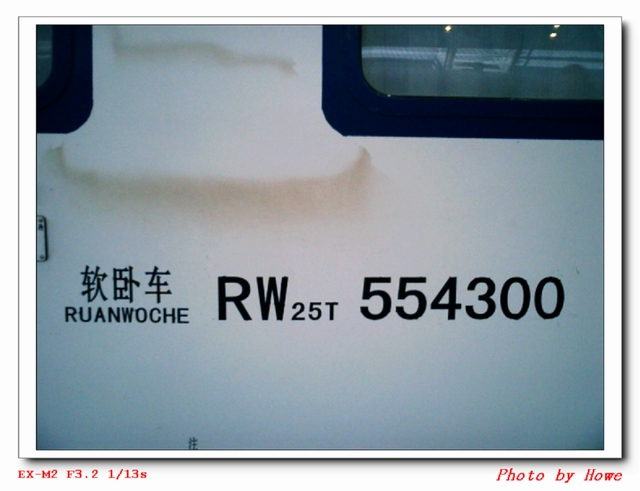 软卧车
RUANWOCHE
RW25T 554300
EX-M2 F3.2 1/13s
Photo by Howe